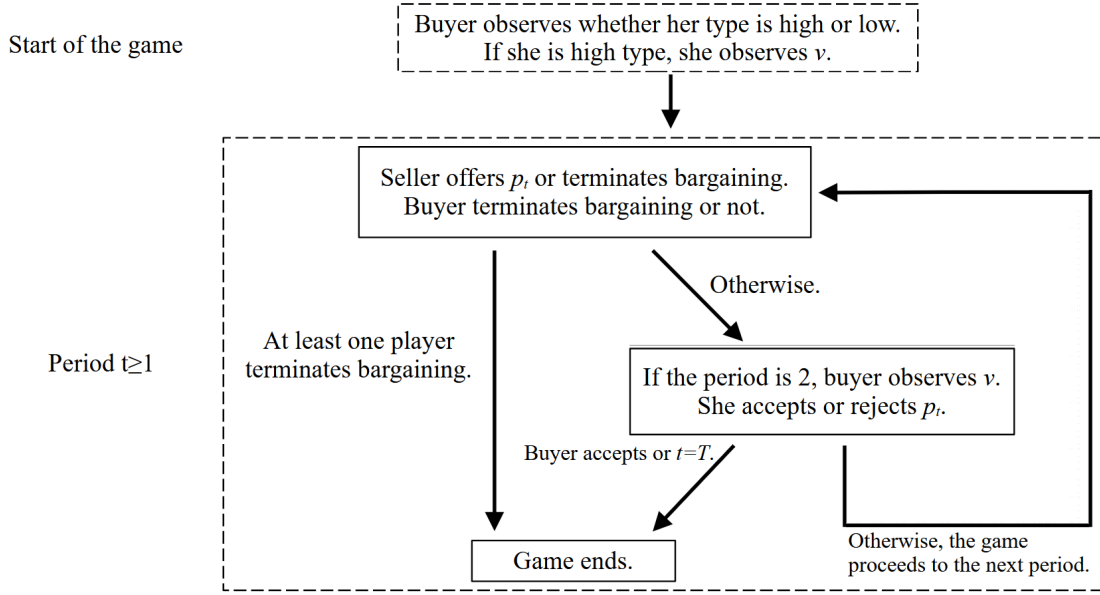 Start of the game
Buyer observes whether her type is high or low.
If she is high type, she observes v.
Period t≥1
Seller offers pₜ or terminates bargaining.
Buyer terminates bargaining or not.
At least one player
terminates bargaining.
Otherwise.
If the period is 2, buyer observes v.
She accepts or rejects pₜ.
Buyer accepts or t=T.
Otherwise, the game
proceeds to the next period.
Game ends.